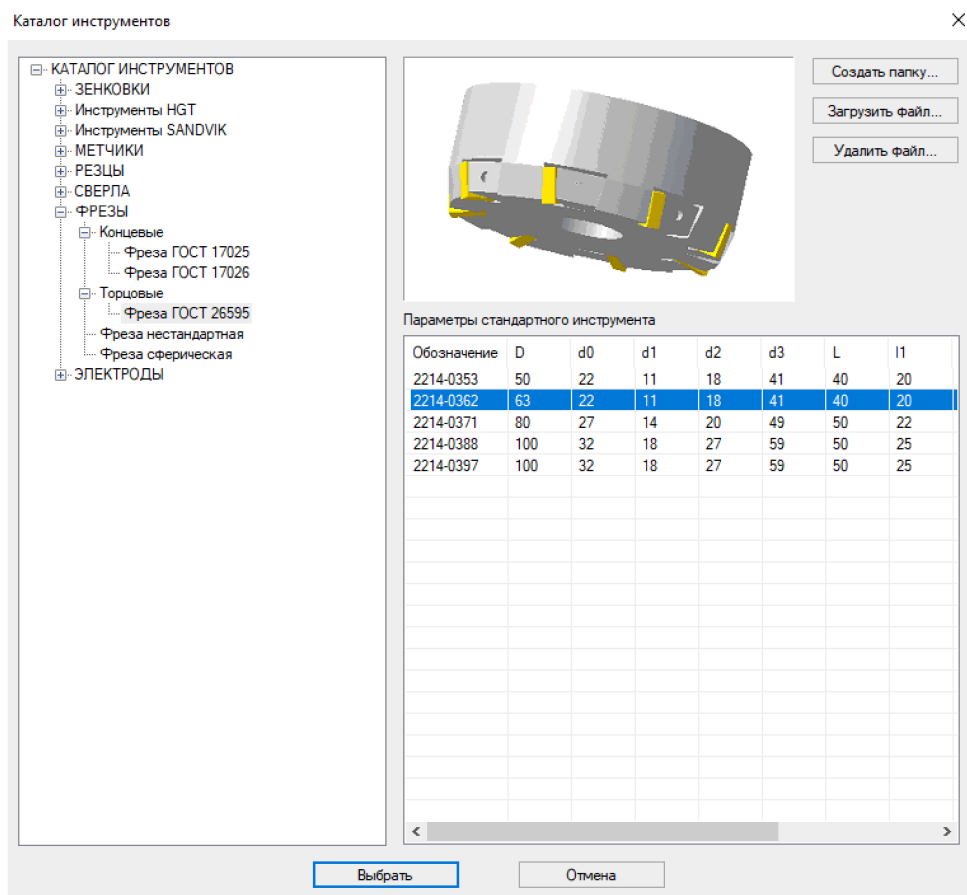 Каталог инструментов
КАТАЛОГ ИНСТРУМЕНТОВ
ЗЕНКОВКИ
Инструменты HGT
Инструменты SANDVIK
МЕТЧИКИ
РЕЗЦЫ
СВЕРЛА
ФРЕЗЫ
Концевые
Фреза ГОСТ 17025
Фреза ГОСТ 17026
Торцовые
Фреза ГОСТ 26595
Фреза нестандартная
Фреза сферическая
ЭЛЕКТРОДЫ
Создать папку...
Загрузить файл...
Удалить файл...
Параметры стандартного инструмента
Обозначение D d0 d1 d2 d3 L l1
2214-0353 50 22 11 18 41 40 20
2214-0362 63 22 11 18 41 40 20
2214-0371 80 27 14 20 49 50 22
2214-0388 100 32 18 27 59 50 25
2214-0397 100 32 18 27 59 50 25
Выбрать Отмена